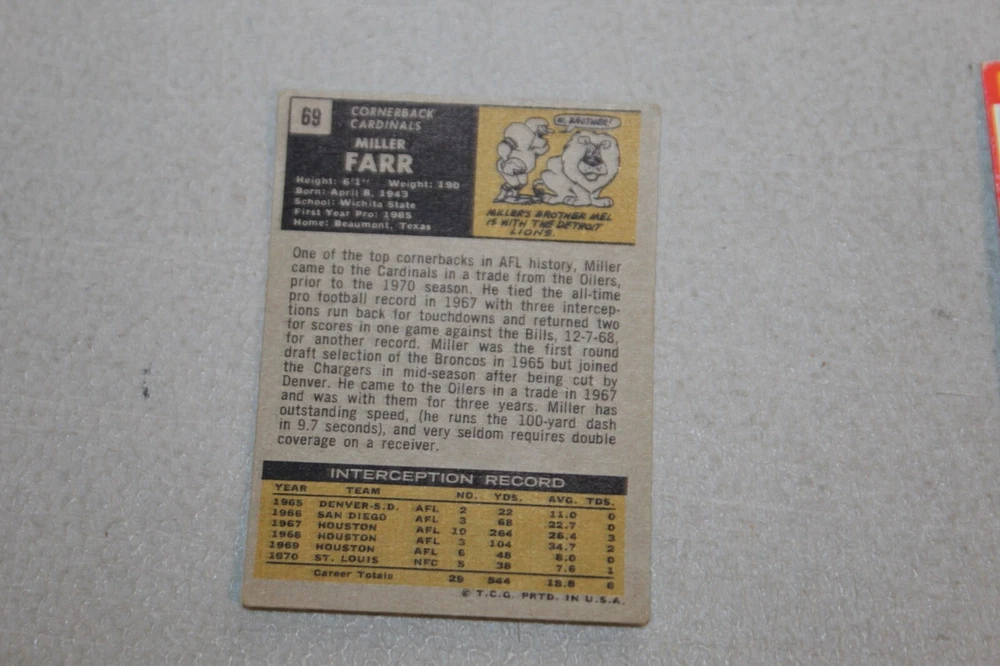 69
CORNERBACK
CARDINALS
MILLER
FARR
Height: 6'1" Weight: 190
Born: April 8, 1943
School: Wichita State
First Year Pro: 1965
Home: Beaumont, Texas
HI, BROTHER!
MILLER'S BROTHER MEL
IS WITH THE DETROIT
LIONS.
One of the top cornerbacks in AFL history, Miller
came to the Cardinals in a trade from the Oilers,
prior to the 1970 season. He tied the all-time
pro football record in 1967 with three intercep-
tions run back for touchdowns and returned two
for scores in one game against the Bills, 12-7-68,
for another record. Miller was the first round
draft selection of the Broncos in 1965 but joined
the Chargers in mid-season after being cut by
Denver. He came to the Oilers in a trade in 1967
and was with them for three years. Miller has
outstanding speed, (he runs the 100-yard dash
in 9.7 seconds), and very seldom requires double
coverage on a receiver.
INTERCEPTION RECORD
YEAR TEAM NO. YDS. AVG. TDS.
1965 DENVER-S.D. AFL 2 22 11.0 0
1966 SAN DIEGO AFL 3 68 22.7 0
1967 HOUSTON AFL 10 264 26.4 3
1968 HOUSTON AFL 3 104 34.7 2
1969 HOUSTON AFL 6 48 8.0 0
1970 ST. LOUIS NFC 5 38 7.6 1
Career Totals 29 544 18.8 6
© T.C.G. PRTD. IN U.S.A.